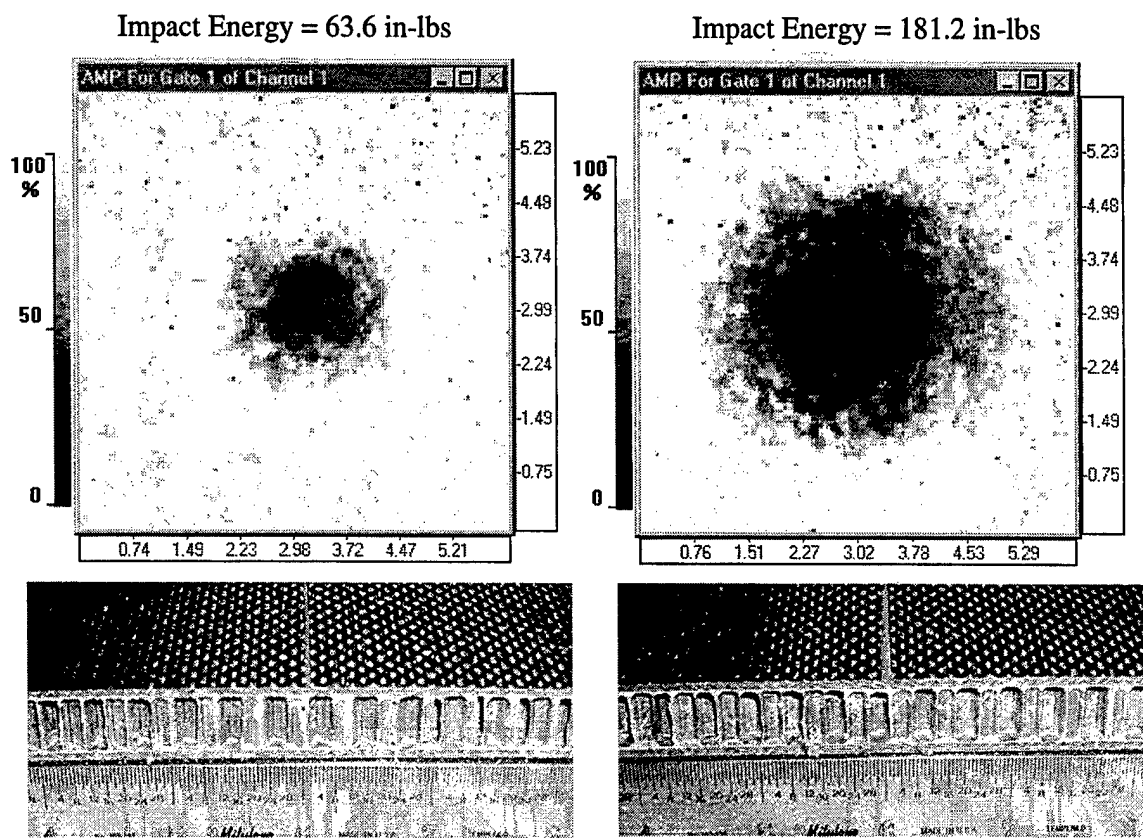 Impact Energy = 63.6 in-lbs
AMP For Gate 1 of Channel 1
100
%
50
0
5.23
4.49
3.74
2.99
2.24
1.49
0.75
0.74 1.49 2.23 2.98 3.72 4.47 5.21
Impact Energy = 181.2 in-lbs
AMP For Gate 1 of Channel 1
100
%
50
0
5.23
4.48
3.74
2.99
2.24
1.49
0.75
0.76 1.51 2.27 3.02 3.78 4.53 5.29
Mitutoyo
Mitutoyo